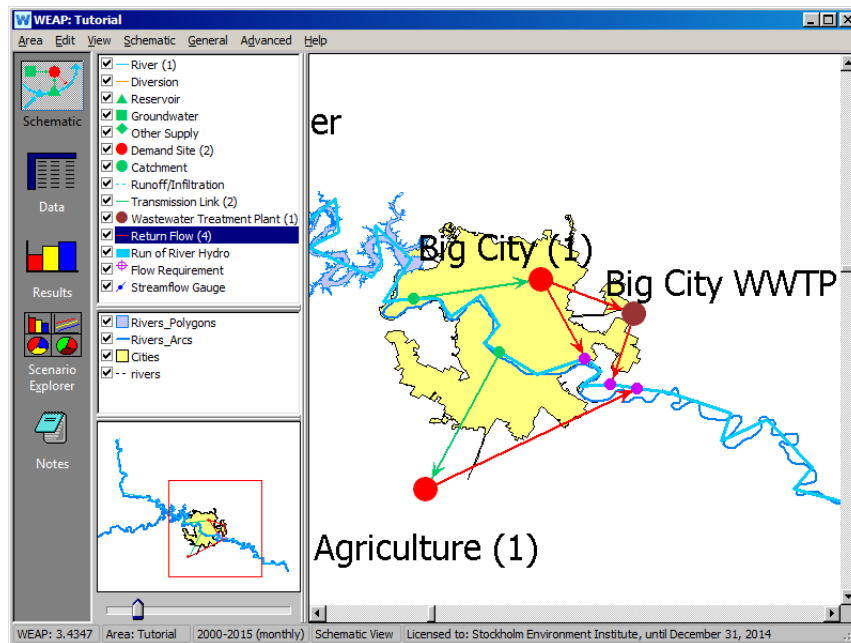 WEAP: Tutorial
Area Edit View Schematic General Advanced Help
Schematic
Data
Results
Scenario
Explorer
Notes
River (1)
Diversion
Reservoir
Groundwater
Other Supply
Demand Site (2)
Catchment
Runoff/Infiltration
Transmission Link (2)
Wastewater Treatment Plant (1)
Return Flow (4)
Run of River Hydro
Flow Requirement
Streamflow Gauge
Rivers_Polygons
Rivers_Arcs
Cities
rivers
er
Big City (1)
Big City WWTP
Agriculture (1)
WEAP: 3.4347 Area: Tutorial 2000-2015 (monthly) Schematic View Licensed to: Stockholm Environment Institute, until December 31, 2014